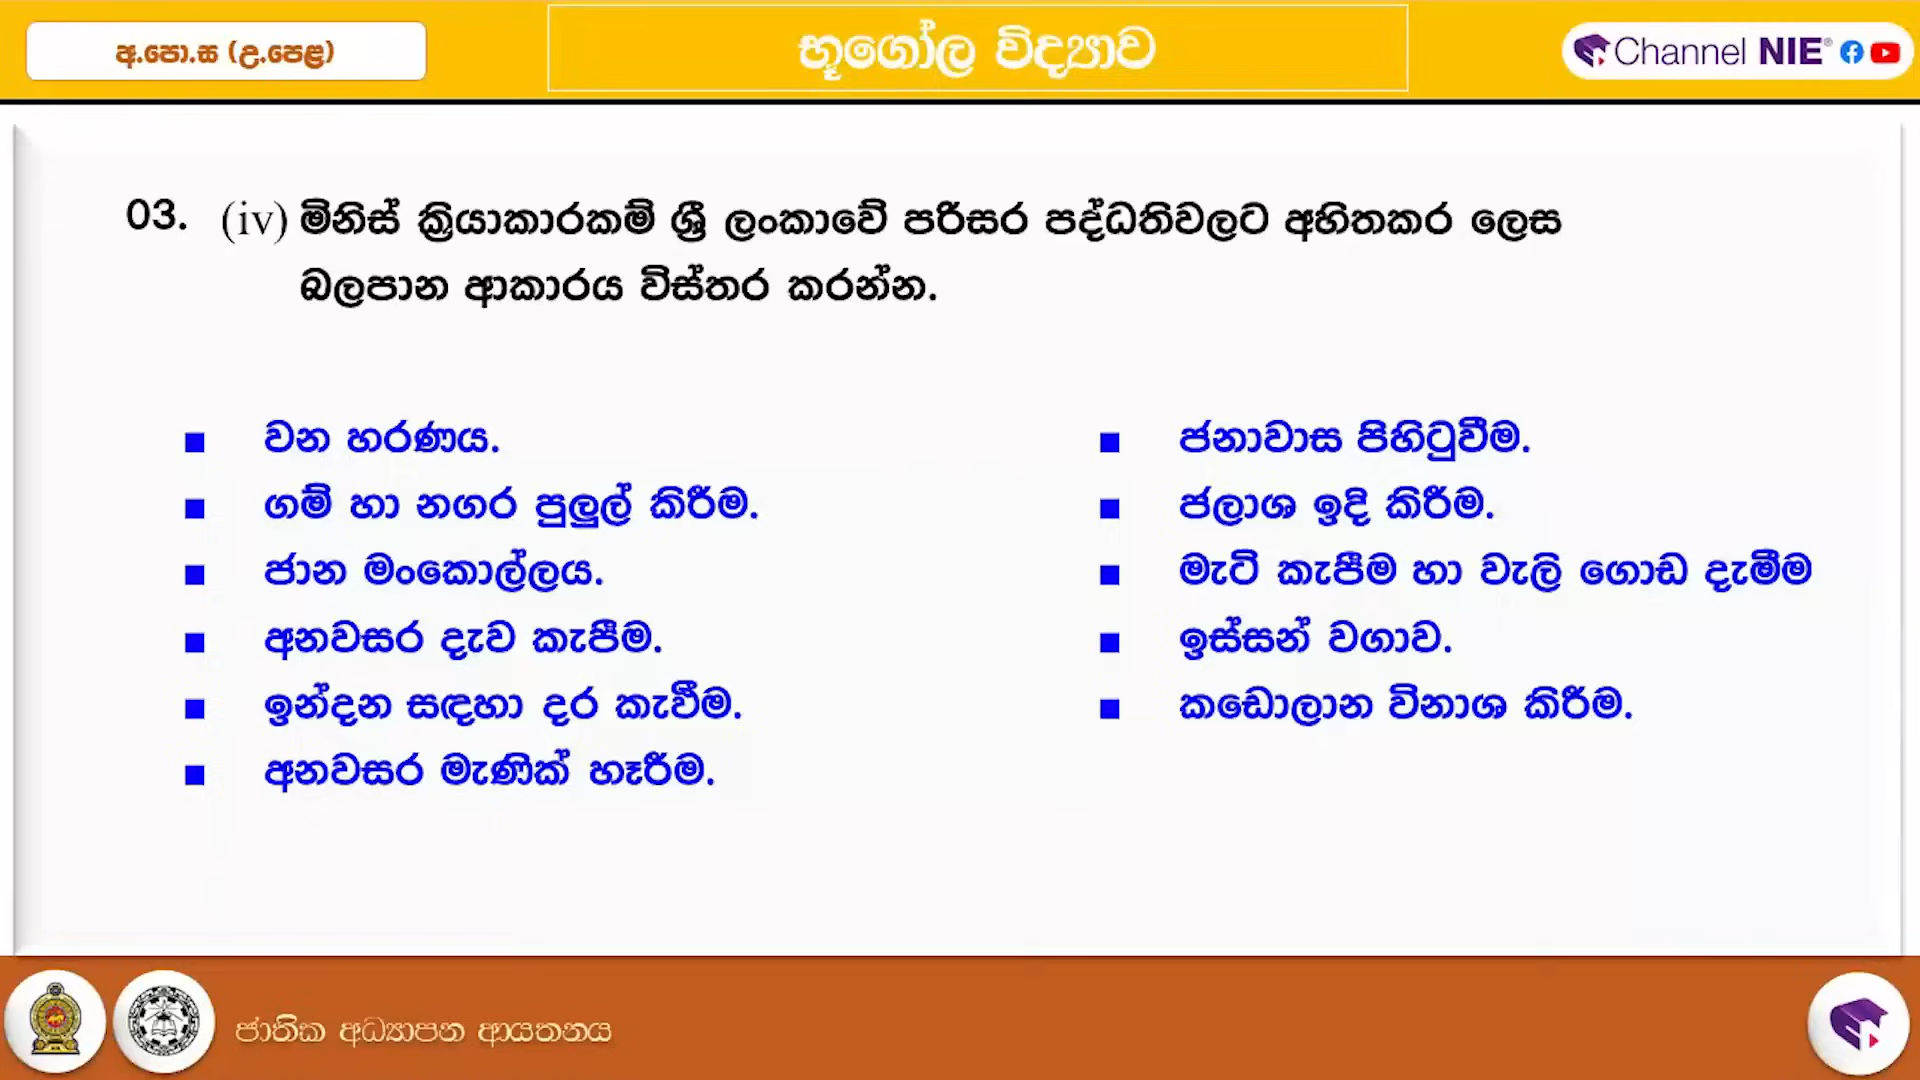 අ.පො.ස (උ.පෙළ)
භූගෝල විද්‍යාව
Channel NIE®
03. (iv) මිනිස් ක්‍රියාකාරකම් ශ්‍රී ලංකාවේ පරිසර පද්ධතිවලට අහිතකර ලෙස
බලපාන ආකාරය විස්තර කරන්න.
■ වන හරණය.
■ ගම් හා නගර පුලුල් කිරීම.
■ ජාන මංකොල්ලය.
■ අනවසර දැව කැපීම.
■ ඉන්දන සඳහා දර කැපීම.
■ අනවසර මැණික් හෑරීම.
■ ජනාවාස පිහිටුවීම.
■ ජලාශ ඉදි කිරීම.
■ මැටි කැපීම හා වැලි ගොඩ දැමීම
■ ඉස්සන් වගාව.
■ කඩොලාන විනාශ කිරීම.
ජාතික අධ්‍යාපන ආයතනය